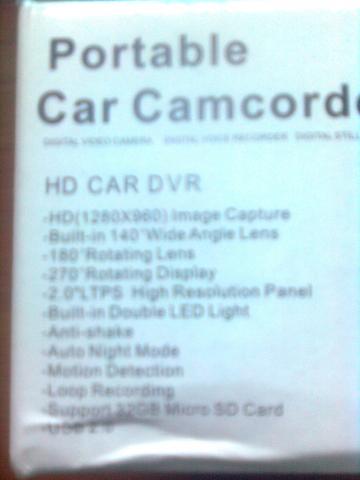 Portable
Car Camcorde
DIGITAL VIDEO CAMERA DIGITAL VOICE RECORDER DIGITAL STILL
HD CAR DVR
-HD(1280X960) Image Capture
-Built-in 140°Wide Angle Lens
-180°Rotating Lens
-270°Rotating Display
-2.0"LTPS High Resolution Panel
-Built-in Double LED Light
-Anti-shake
-Auto Night Mode
-Motion Detection
-Loop Recording
-Support 32GB Micro SD Card
-USB 2.0